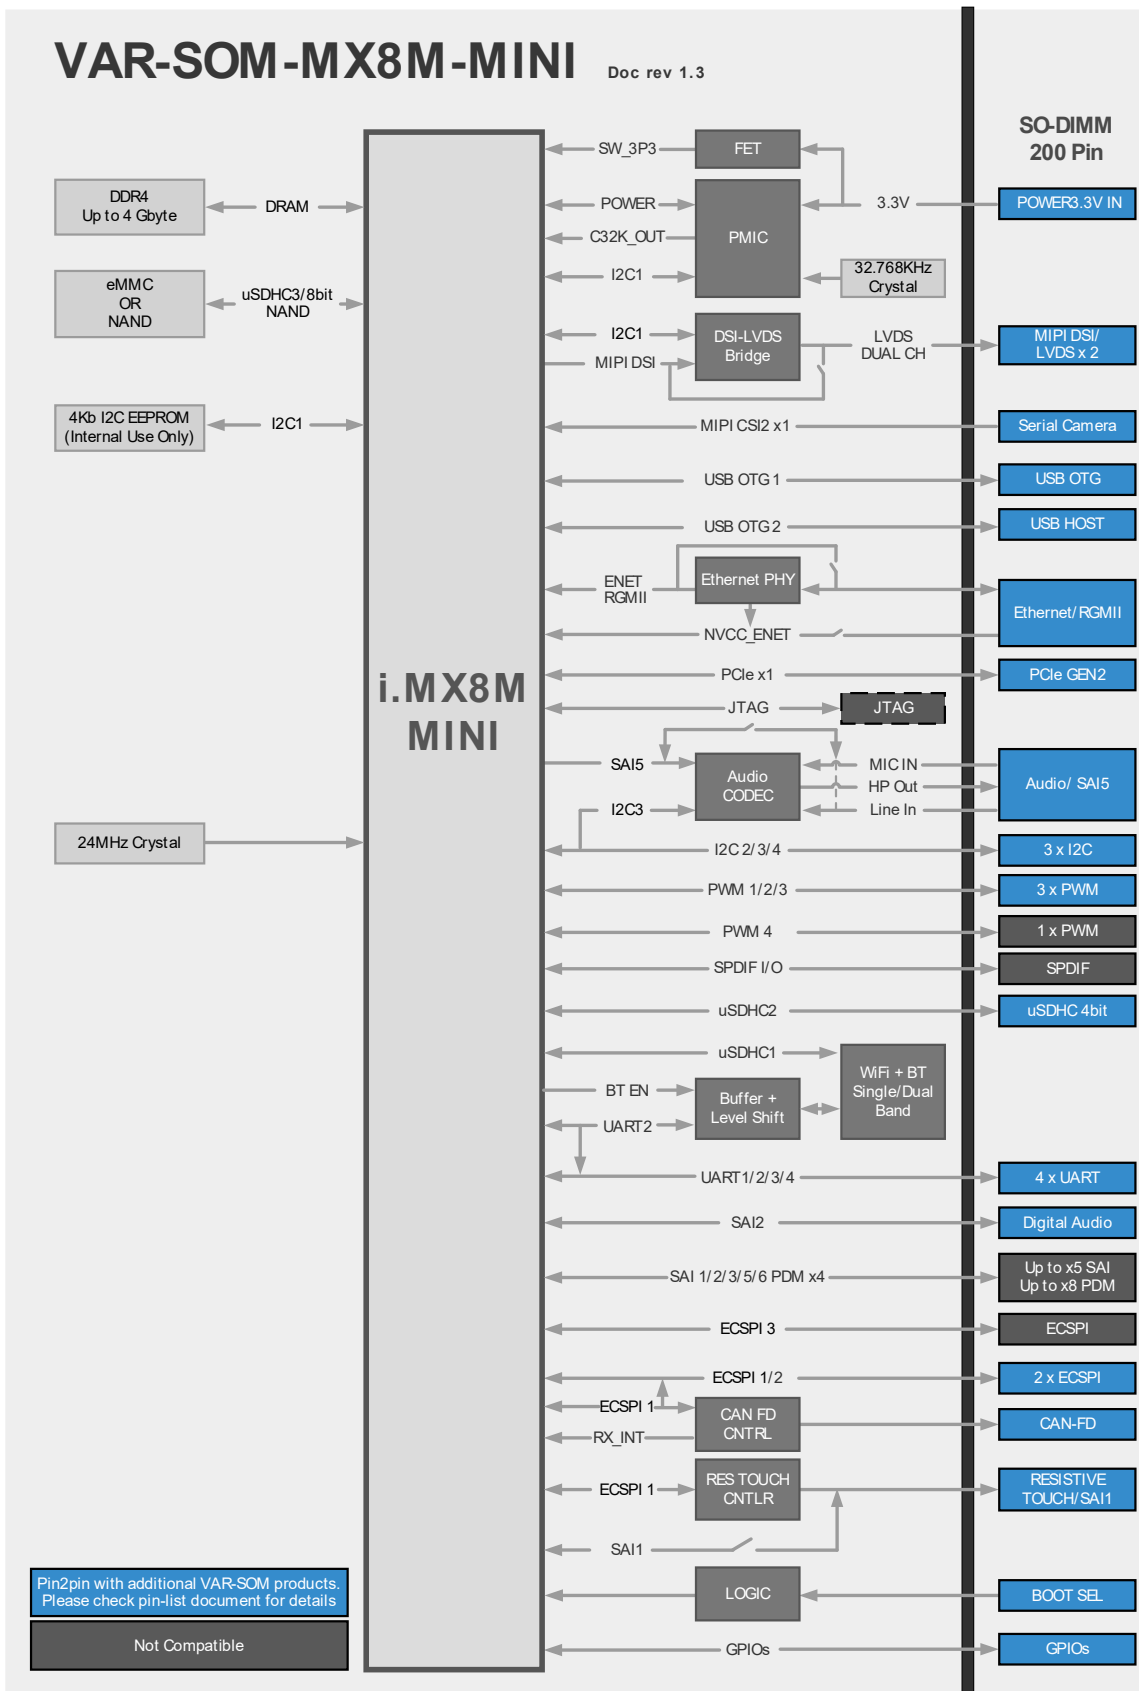 VAR-SOM-MX8M-MINI
Doc rev 1.3
SO-DIMM
200 Pin
SW_3P3
FET
DDR4
Up to 4 Gbyte
DRAM
POWER
3.3V
POWER3.3V IN
C32K_OUT
PMIC
I2C1
32.768KHz
Crystal
eMMC
OR
NAND
uSDHC3/8bit
NAND
I2C1
DSI-LVDS
Bridge
LVDS
DUAL CH
MIPI DSI/
LVDS x 2
MIPI DSI
4Kb I2C EEPROM
(Internal Use Only)
I2C1
MIPI CSI2 x1
Serial Camera
USB OTG 1
USB OTG
USB OTG 2
USB HOST
ENET
RGMII
Ethernet PHY
Ethernet/RGMII
NVCC_ENET
i.MX8M
MINI
PCIe x1
PCIe GEN2
JTAG
JTAG
SAI5
Audio
CODEC
MIC IN
HP Out
Line In
Audio/ SAI5
I2C3
24MHz Crystal
I2C 2/3/4
3 x I2C
PWM 1/2/3
3 x PWM
PWM 4
1 x PWM
SPDIF I/O
SPDIF
uSDHC2
uSDHC 4bit
uSDHC1
WiFi + BT
Single/Dual
Band
BT EN
Buffer +
Level Shift
UART2
UART1/2/3/4
4 x UART
SAI2
Digital Audio
SAI 1/2/3/5/6 PDM x4
Up to x5 SAI
Up to x8 PDM
ECSPI 3
ECSPI
ECSPI 1/2
2 x ECSPI
ECSPI 1
CAN FD
CNTRL
CAN-FD
RX_INT
ECSPI 1
RES TOUCH
CNTLR
RESISTIVE
TOUCH/SAI1
SAI1
Pin2pin with additional VAR-SOM products.
Please check pin-list document for details
LOGIC
BOOT SEL
Not Compatible
GPIOs
GPIOs